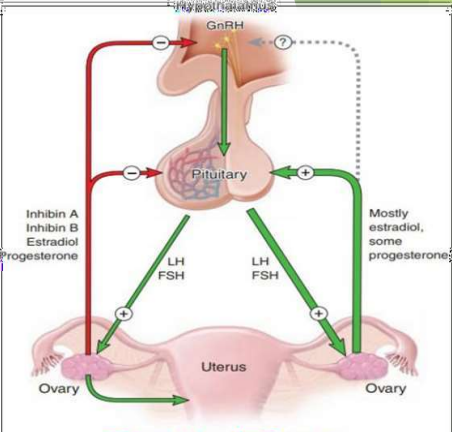 GnRH
−
?
−
Pituitary
+
Inhibin A
Inhibin B
Estradiol
Progesterone
Mostly
estradiol,
some
progesterone
LH
FSH
LH
FSH
+
+
Uterus
Ovary
Ovary